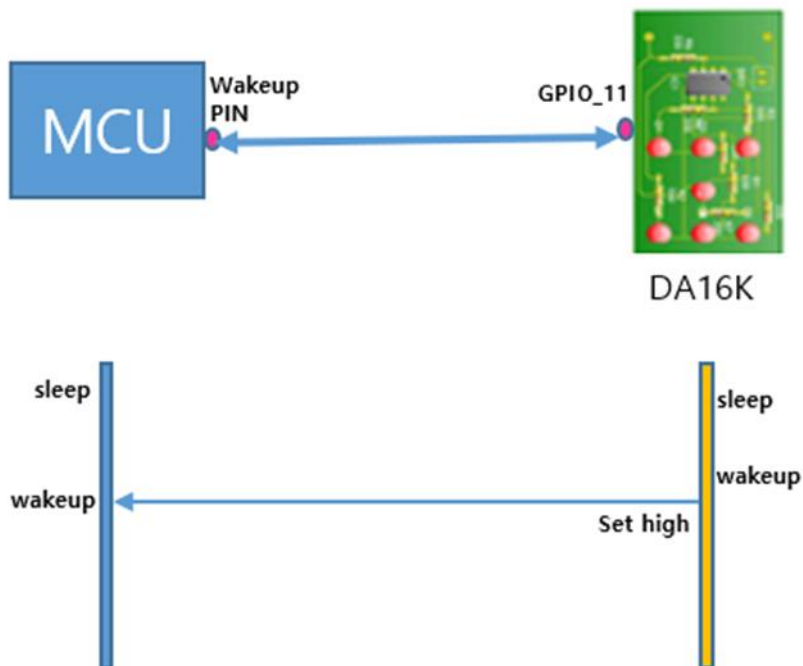 MCU
Wakeup
PIN
GPIO_11
DA16K
sleep
sleep
wakeup
wakeup
Set high